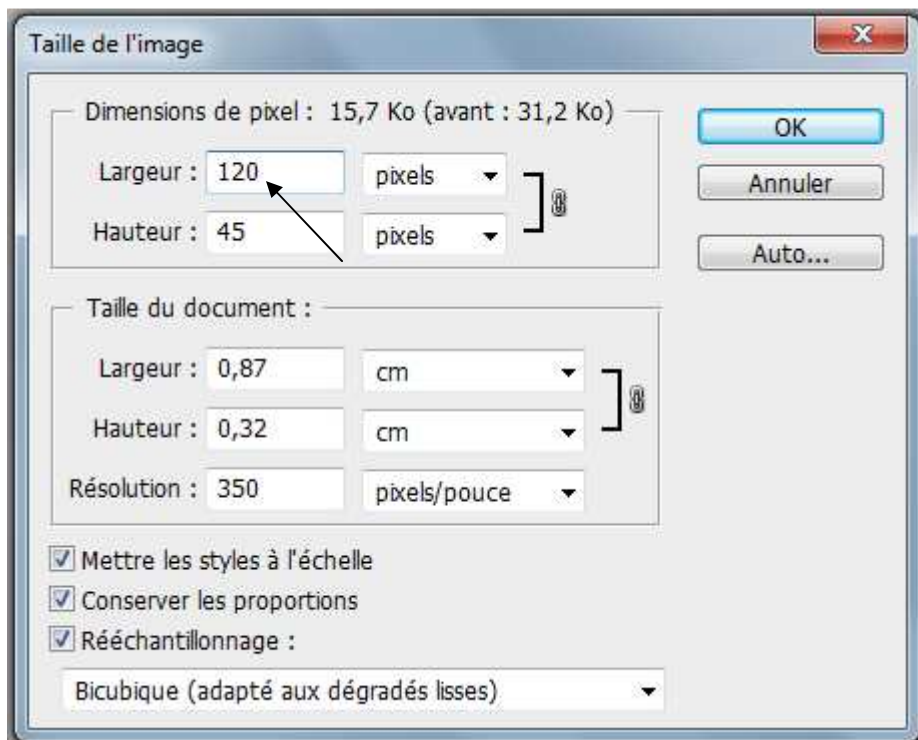 Taille de l'image
Dimensions de pixel : 15,7 Ko (avant : 31,2 Ko)
Largeur : 120 pixels
Hauteur : 45 pixels
OK
Annuler
Auto...
Taille du document :
Largeur : 0,87 cm
Hauteur : 0,32 cm
Résolution : 350 pixels/pouce
Mettre les styles à l'échelle
Conserver les proportions
Rééchantillonnage :
Bicubique (adapté aux dégradés lisses)